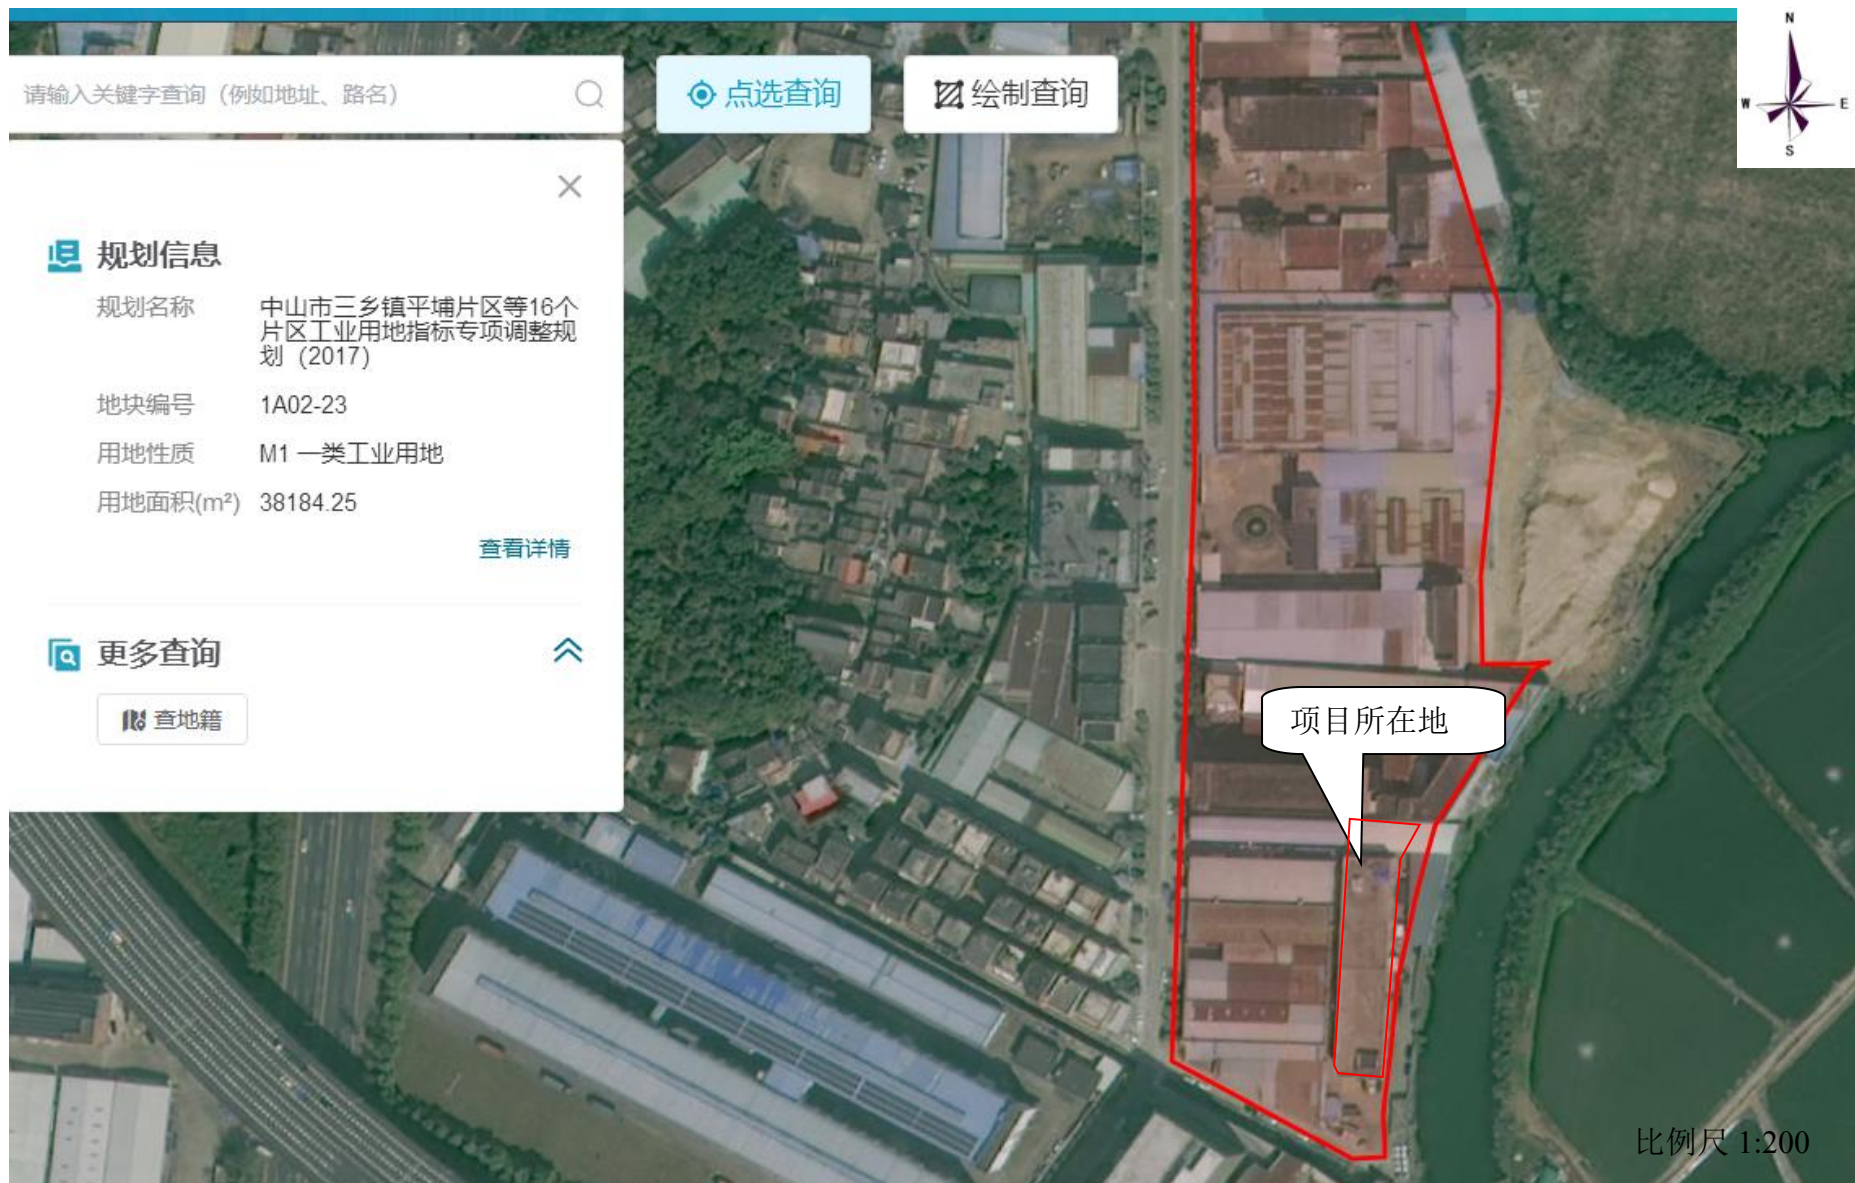 N
W
E
S
请输入关键字查询（例如地址、路名）
点选查询
绘制查询
规划信息
规划名称
中山市三乡镇平埔片区等16个
片区工业用地指标专项调整规
划（2017）
地块编号
1A02-23
用地性质
M1 一类工业用地
用地面积(m²)
38184.25
查看详情
更多查询
查地籍
项目所在地
比例尺 1:200